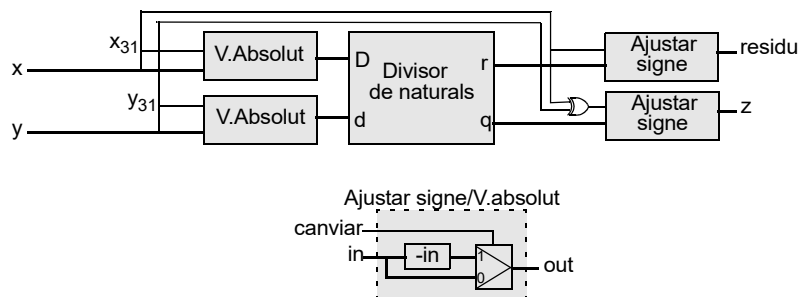 x31
V.Absolut
x
D
Divisor
de naturals
r
Ajustar
signe
residu
y31
V.Absolut
y
d
q
Ajustar
signe
z
Ajustar signe/V.absolut
canviar
in
-in
1
0
out